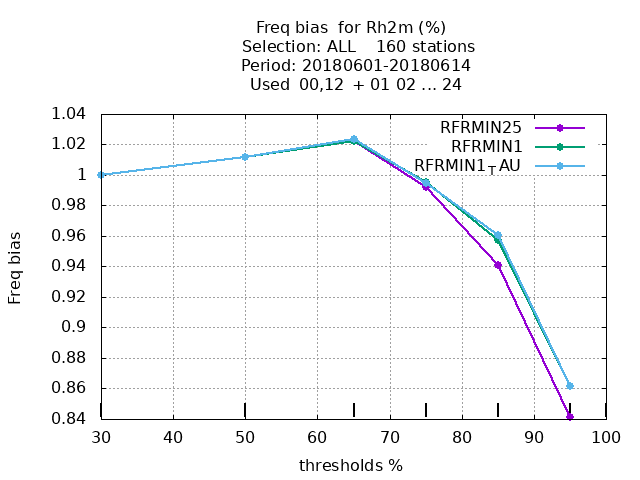 Freq bias  for Rh2m (%)
Selection: ALL    160 stations
Period: 20180601-20180614
Used  00,12  + 01 02 ... 24
RFRMIN25
RFRMIN1
RFRMIN1TAU
Freq bias
1.04
1.02
1
0.98
0.96
0.94
0.92
0.9
0.88
0.86
0.84
30 40 50 60 70 80 90 100
thresholds %